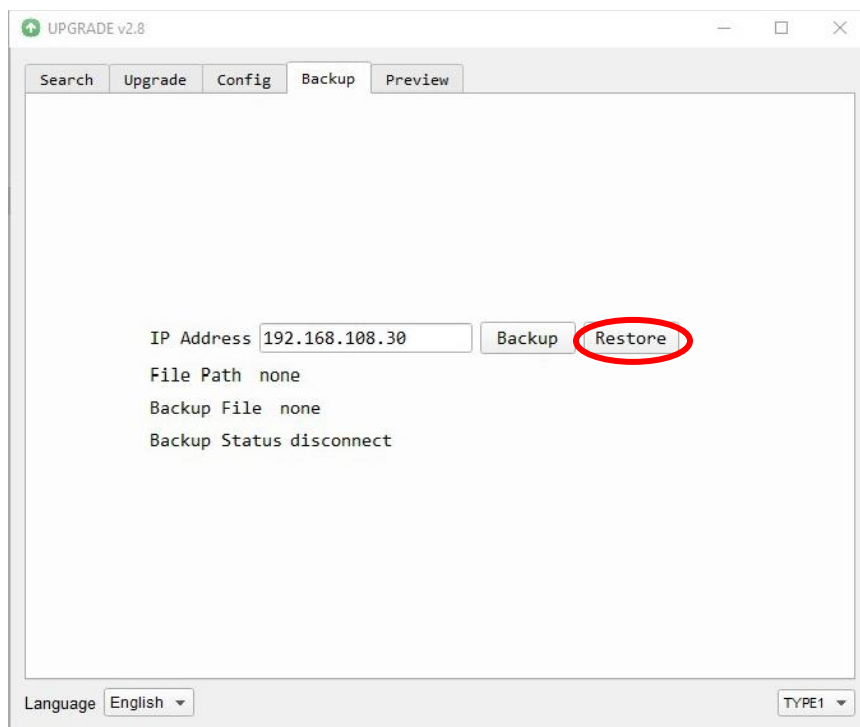 UPGRADE v2.8
Search Upgrade Config Backup Preview
IP Address 192.168.108.30 Backup Restore
File Path none
Backup File none
Backup Status disconnect
Language English TYPE1